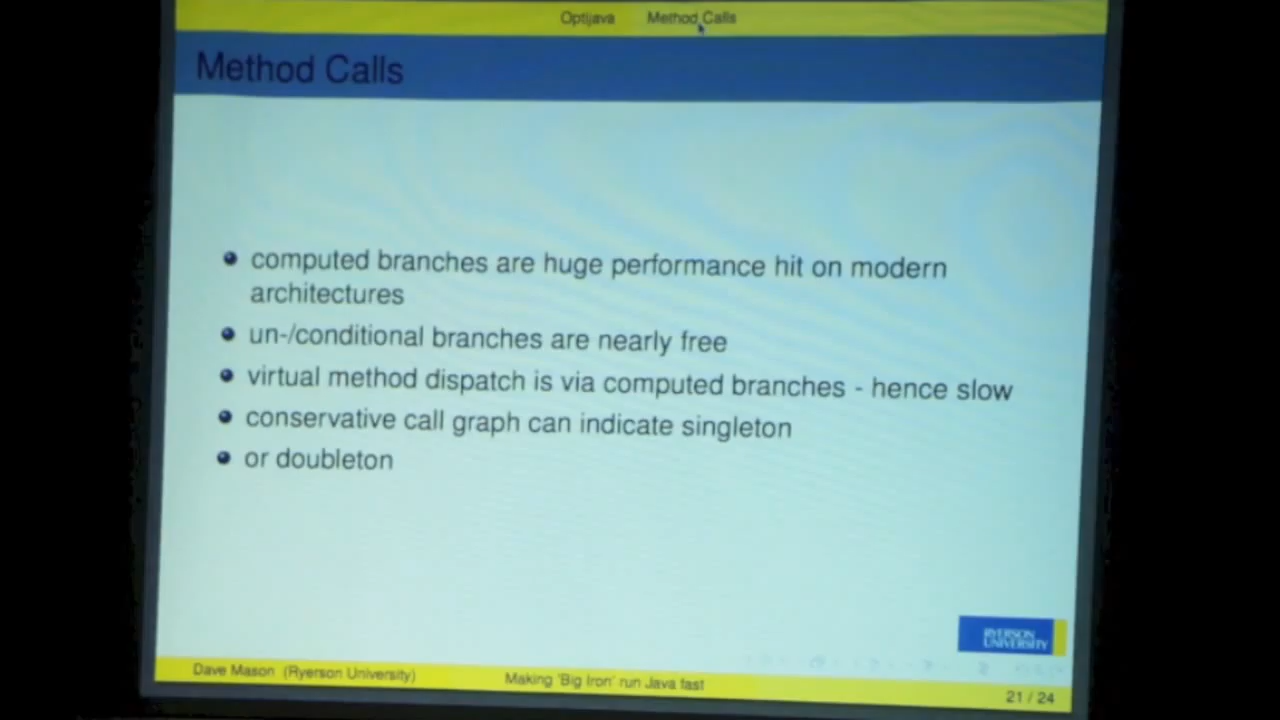 Optijava Method Calls
Method Calls
computed branches are huge performance hit on modern
architectures
un-/conditional branches are nearly free
virtual method dispatch is via computed branches - hence slow
conservative call graph can indicate singleton
or doubleton
RYERSON
UNIVERSITY
Dave Mason (Ryerson University) Making 'Big Iron' run Java fast 21 / 24